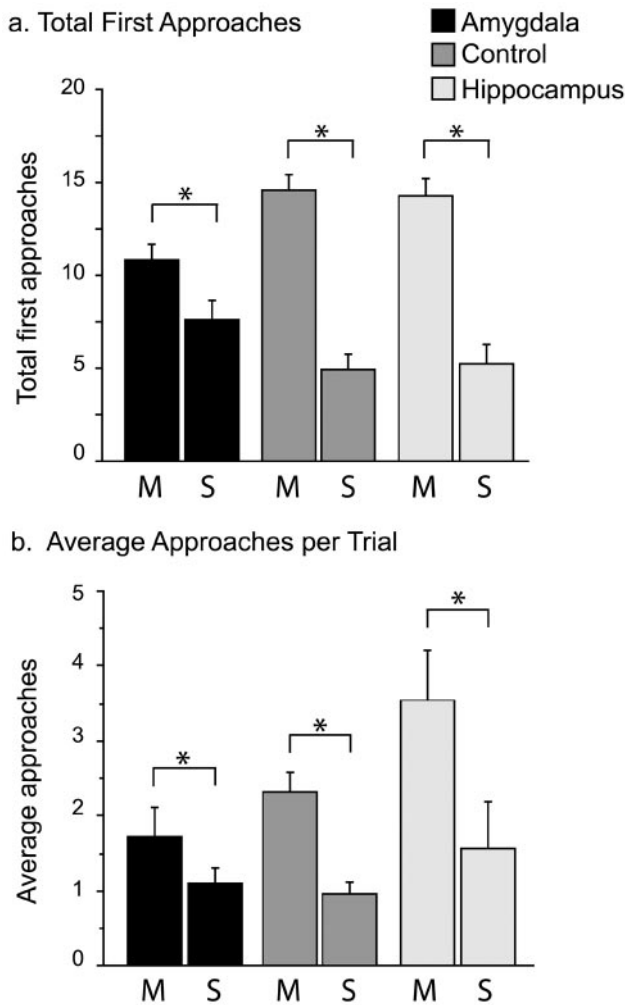 a. Total First Approaches
Amygdala
Control
Hippocampus
20
15
10
5
0
Total first approaches
*
*
*
M S M S M S
b. Average Approaches per Trial
5
4
3
2
1
0
Average approaches
*
*
*
M S M S M S